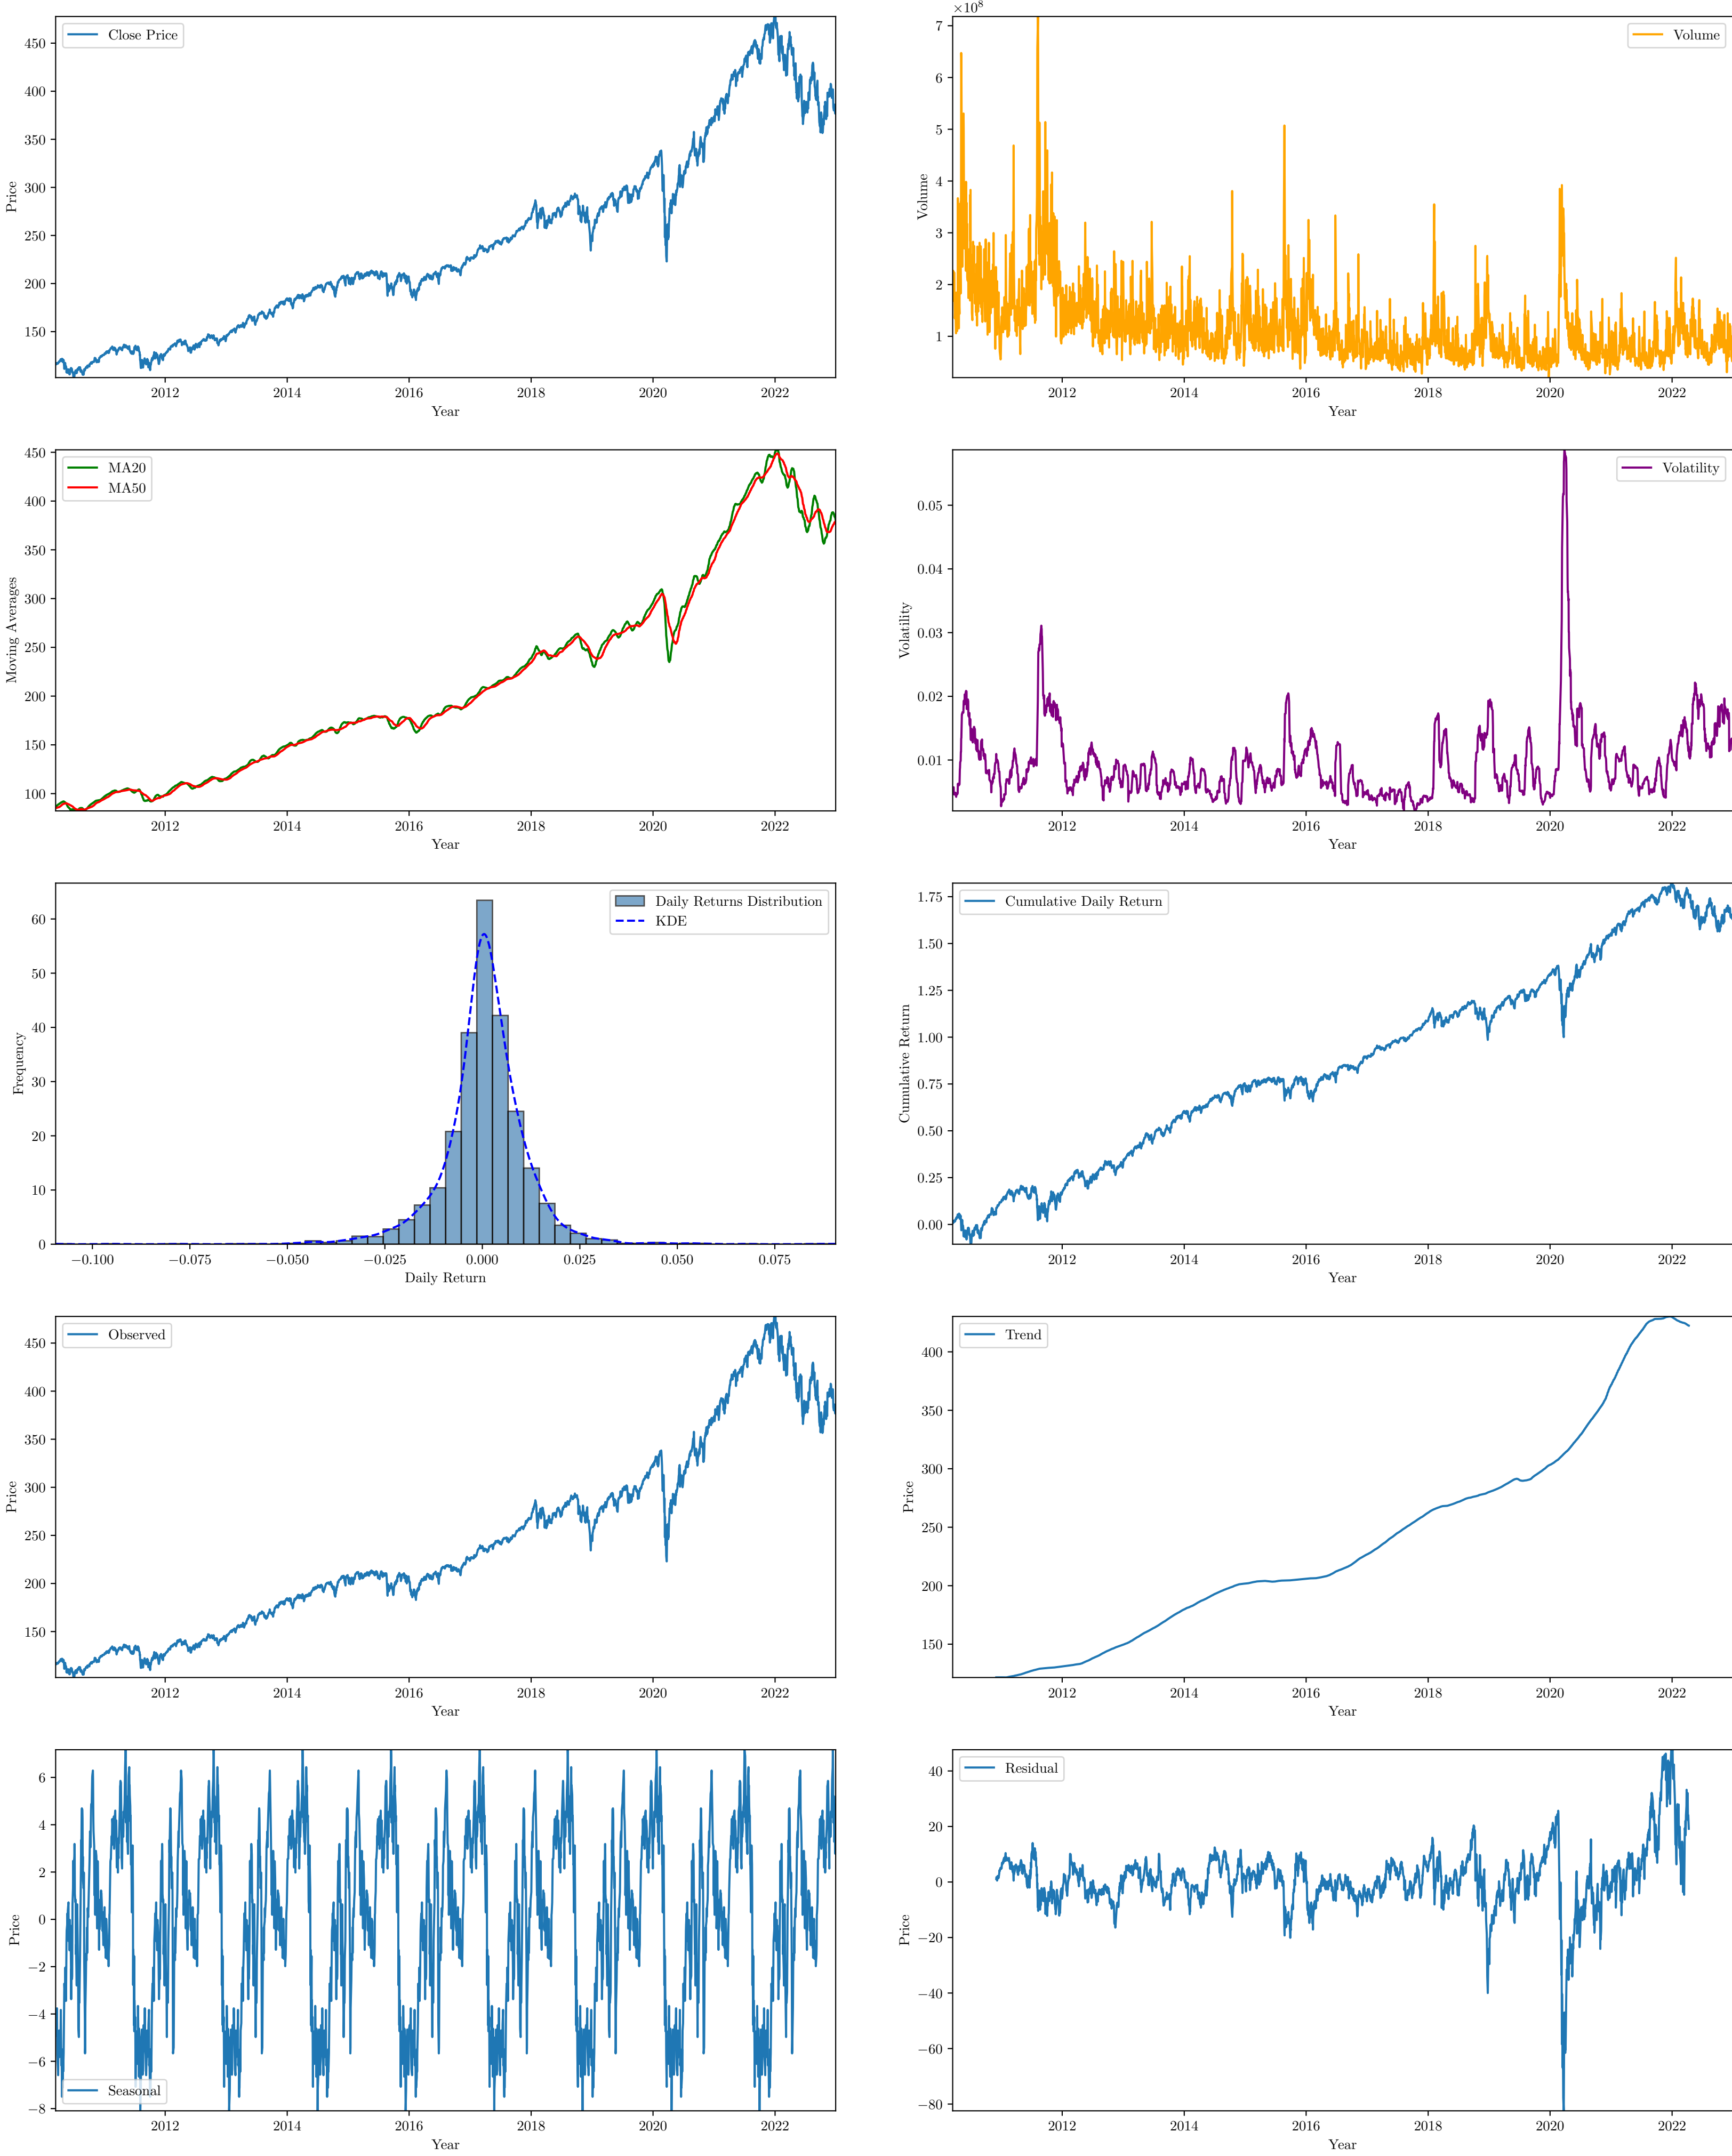 Close Price
450
400
350
300
250
200
150
Price
2012 2014 2016 2018 2020 2022
Year
×10⁸
Volume
7
6
5
4
3
2
1
Volume
2012 2014 2016 2018 2020 2022
Year
MA20
MA50
450
400
350
300
250
200
150
100
Moving Averages
2012 2014 2016 2018 2020 2022
Year
Volatility
0.05
0.04
0.03
0.02
0.01
Volatility
2012 2014 2016 2018 2020 2022
Year
Daily Returns Distribution
KDE
60
50
40
30
20
10
0
Frequency
−0.100 −0.075 −0.050 −0.025 0.000 0.025 0.050 0.075
Daily Return
Cumulative Daily Return
1.75
1.50
1.25
1.00
0.75
0.50
0.25
0.00
Cumulative Return
2012 2014 2016 2018 2020 2022
Year
Observed
450
400
350
300
250
200
150
Price
2012 2014 2016 2018 2020 2022
Year
Trend
400
350
300
250
200
150
Price
2012 2014 2016 2018 2020 2022
Year
6
4
2
0
−2
−4
−6
−8
Price
Seasonal
2012 2014 2016 2018 2020 2022
Year
Residual
40
20
0
−20
−40
−60
−80
Price
2012 2014 2016 2018 2020 2022
Year